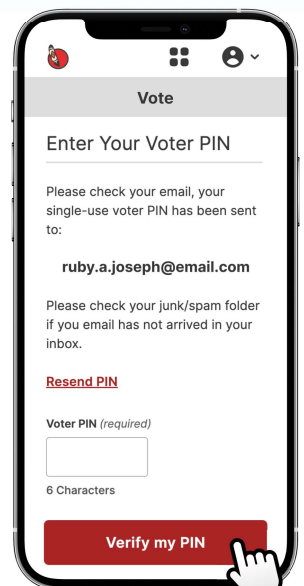 Vote
Enter Your Voter PIN
Please check your email, your
single-use voter PIN has been sent
to:
ruby.a.joseph@email.com
Please check your junk/spam folder
if you email has not arrived in your
inbox.
Resend PIN
Voter PIN (required)
6 Characters
Verify my PIN